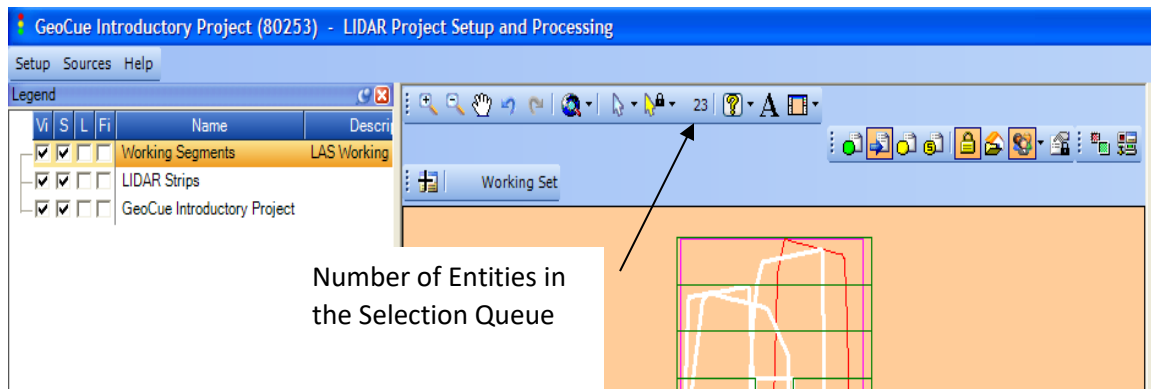 GeoCue Introductory Project (80253) - LIDAR Project Setup and Processing
Setup Sources Help
Legend
Vi S L Fi Name Descri
Working Segments LAS Working
LIDAR Strips
GeoCue Introductory Project
23 ? A
S
Working Set
Number of Entities in
the Selection Queue